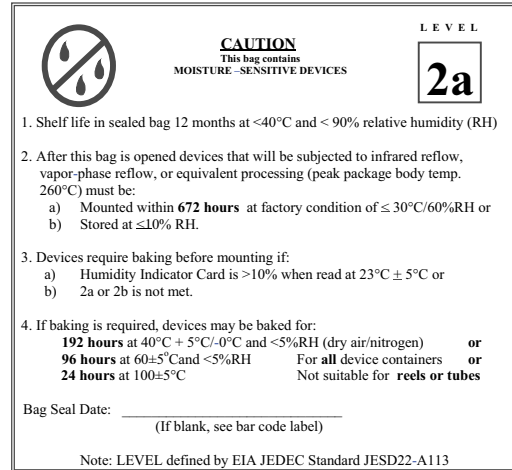 L E V E L
CAUTION
This bag contains
MOISTURE –SENSITIVE DEVICES
2a
1. Shelf life in sealed bag 12 months at <40°C and < 90% relative humidity (RH)
2. After this bag is opened devices that will be subjected to infrared reflow,
vapor-phase reflow, or equivalent processing (peak package body temp.
260°C) must be:
a) Mounted within 672 hours at factory condition of ≤ 30°C/60%RH or
b) Stored at ≤10% RH.
3. Devices require baking before mounting if:
a) Humidity Indicator Card is >10% when read at 23°C ± 5°C or
b) 2a or 2b is not met.
4. If baking is required, devices may be baked for:
192 hours at 40°C + 5°C/-0°C and <5%RH (dry air/nitrogen) or
96 hours at 60±5°Cand <5%RH For all device containers or
24 hours at 100±5°C Not suitable for reels or tubes
Bag Seal Date: ______________________________
(If blank, see bar code label)
Note: LEVEL defined by EIA JEDEC Standard JESD22-A113